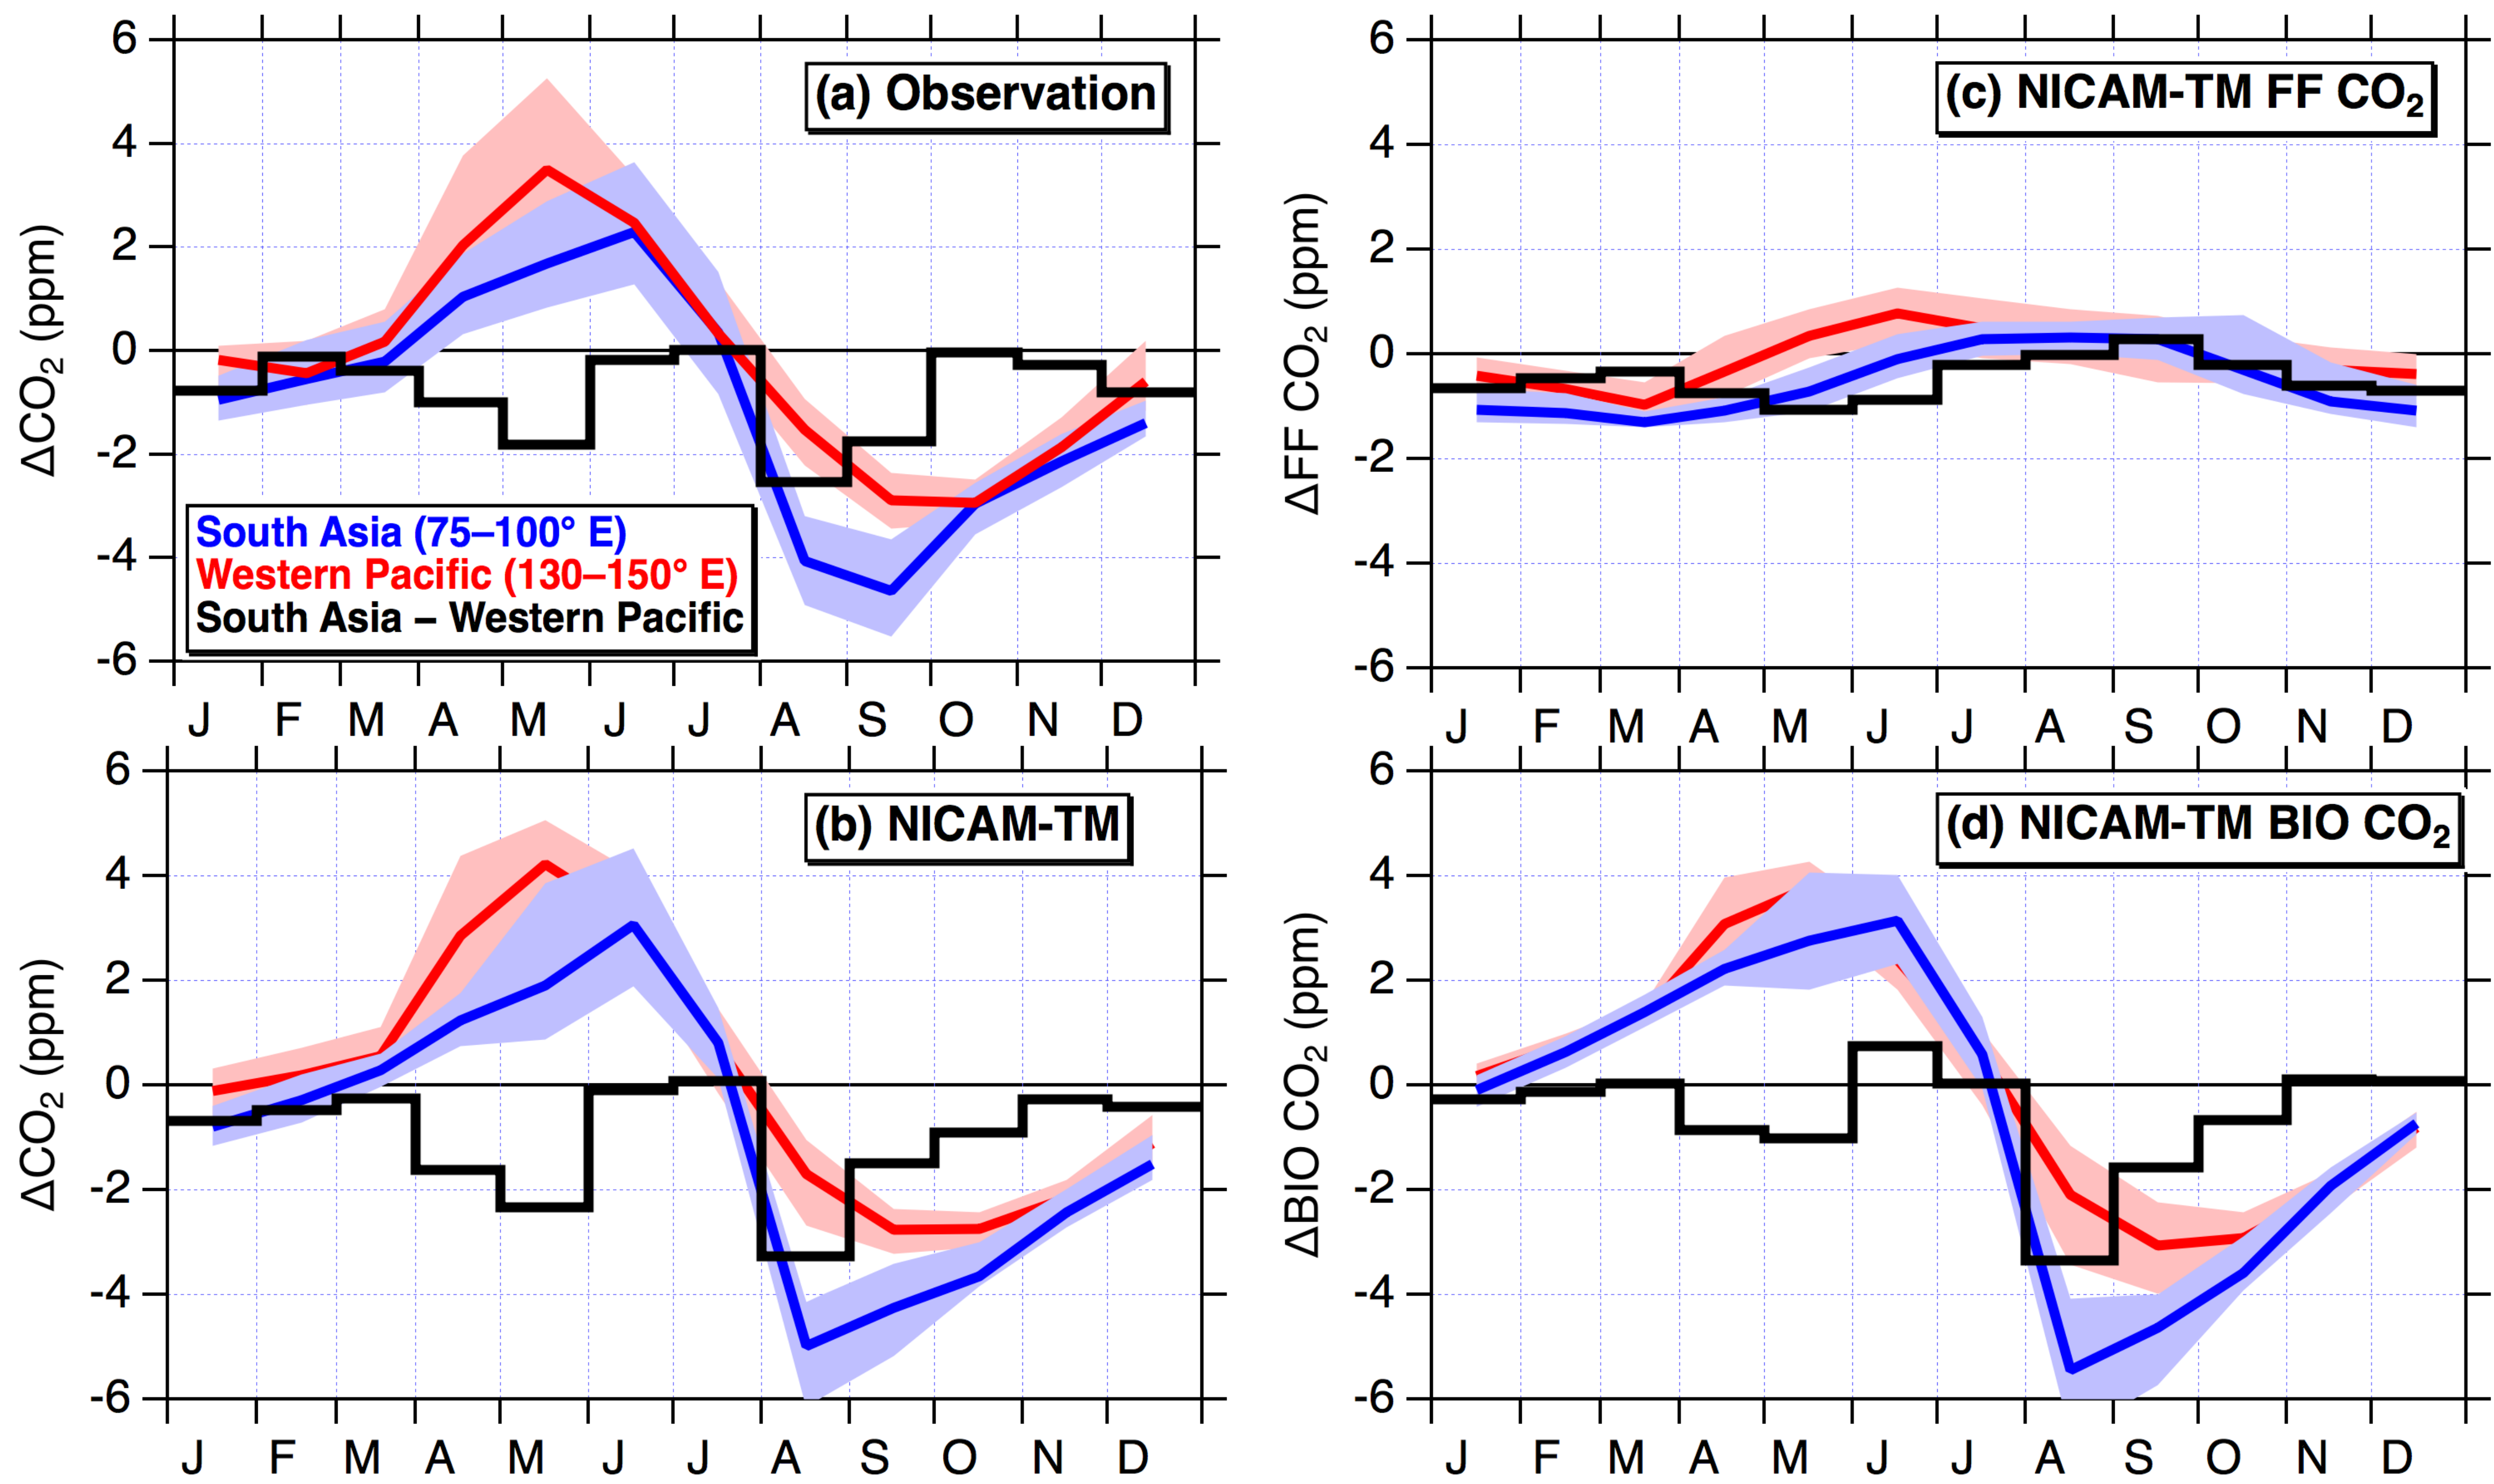 6
4
2
0
-2
-4
-6
ΔCO₂ (ppm)
(a) Observation
South Asia (75–100° E)
Western Pacific (130–150° E)
South Asia – Western Pacific
J F M A M J J A S O N D
6
4
2
0
-2
-4
-6
ΔFF CO₂ (ppm)
(c) NICAM-TM FF CO₂
J F M A M J J A S O N D
6
4
2
0
-2
-4
-6
ΔCO₂ (ppm)
(b) NICAM-TM
J F M A M J J A S O N D
6
4
2
0
-2
-4
-6
ΔBIO CO₂ (ppm)
(d) NICAM-TM BIO CO₂
J F M A M J J A S O N D